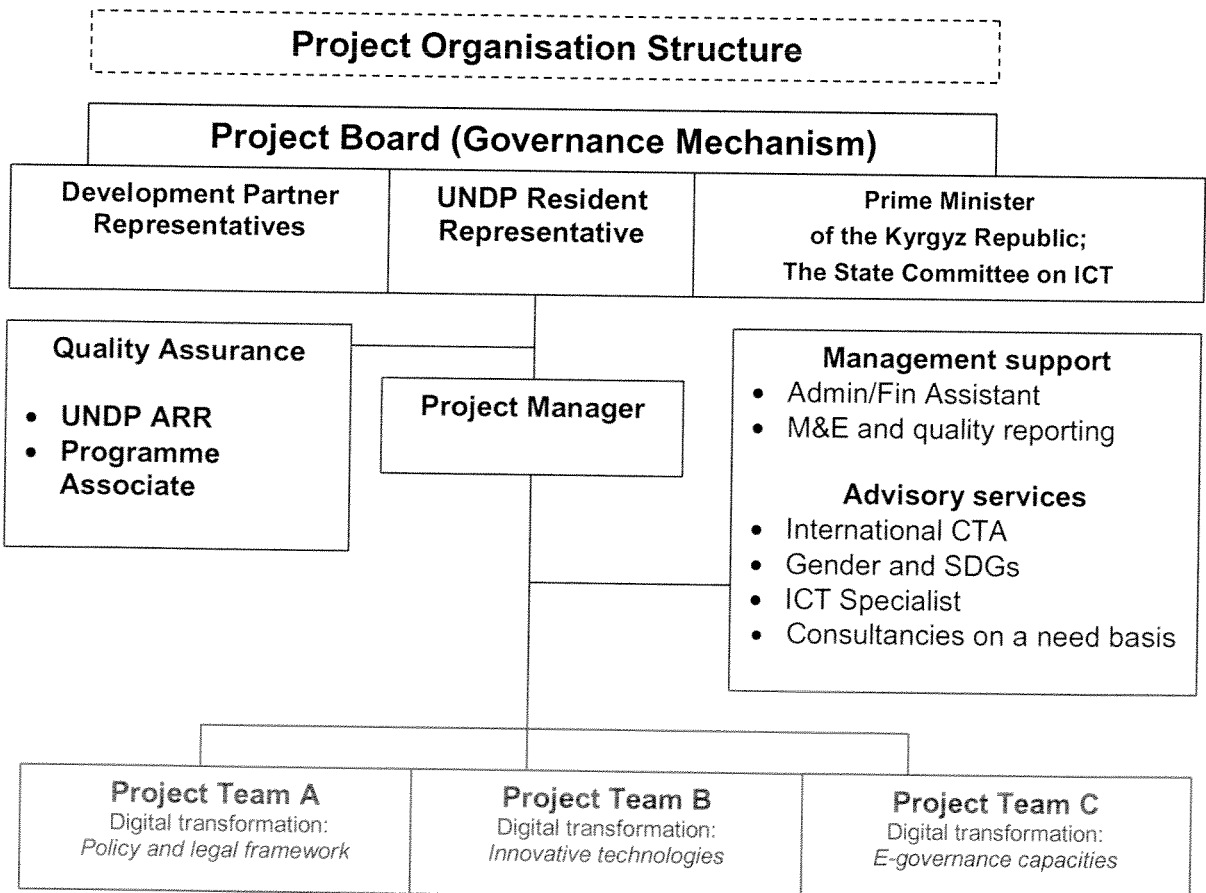 Project Organisation Structure
Project Board (Governance Mechanism)
Development Partner
Representatives
UNDP Resident
Representative
Prime Minister
of the Kyrgyz Republic;
The State Committee on ICT
Quality Assurance
• UNDP ARR
• Programme
Associate
Project Manager
Management support
• Admin/Fin Assistant
• M&E and quality reporting
Advisory services
• International CTA
• Gender and SDGs
• ICT Specialist
• Consultancies on a need basis
Project Team A
Digital transformation:
Policy and legal framework
Project Team B
Digital transformation:
Innovative technologies
Project Team C
Digital transformation:
E-governance capacities